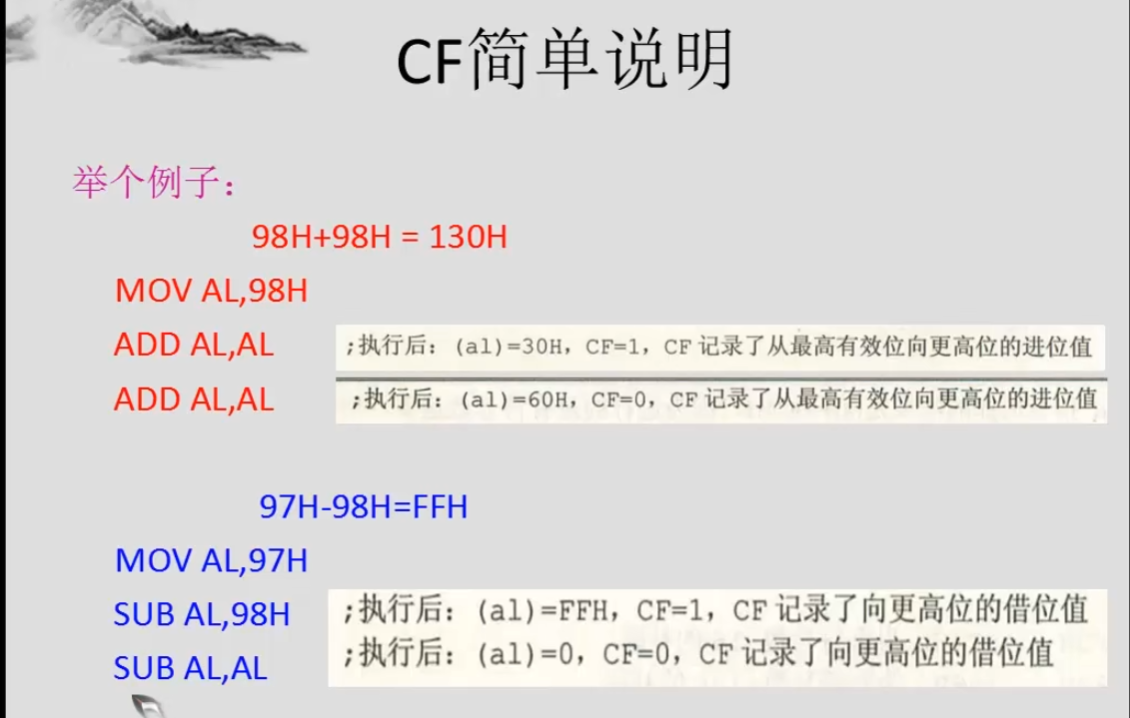 CF简单说明
举个例子：
98H+98H = 130H
MOV AL,98H
ADD AL,AL ;执行后：(al)=30H，CF=1，CF 记录了从最高有效位向更高位的进位值
ADD AL,AL ;执行后：(al)=60H，CF=0，CF 记录了从最高有效位向更高位的进位值
97H-98H=FFH
MOV AL,97H
SUB AL,98H ;执行后：(al)=FFH，CF=1，CF 记录了向更高位的借位值
SUB AL,AL ;执行后：(al)=0，CF=0，CF 记录了向更高位的借位值